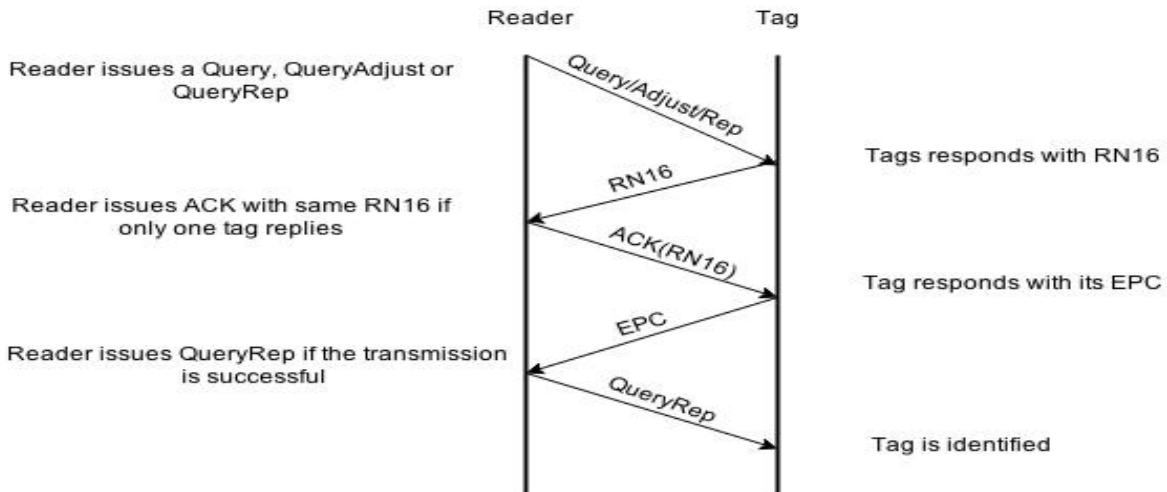 Reader
Tag
Reader issues a Query, QueryAdjust or
QueryRep
Query/Adjust/Rep
Tags responds with RN16
RN16
Reader issues ACK with same RN16 if
only one tag replies
ACK(RN16)
Tag responds with its EPC
EPC
Reader issues QueryRep if the transmission
is successful
QueryRep
Tag is identified